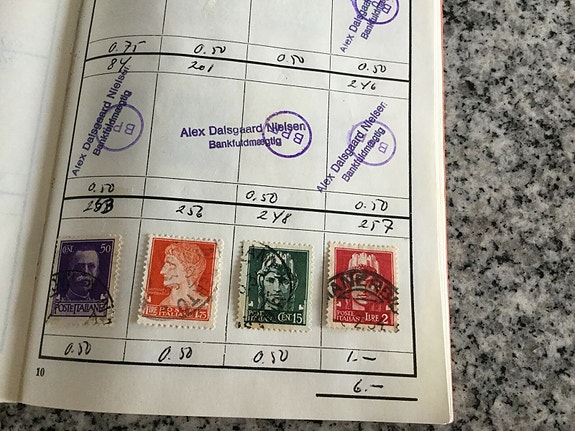 Alex Dalsgaard Nielsen
Bankfuldmægtig
0.75 0.50 0.50 0.50
84 201 246
Alex Dalsgaard Nielsen
Bankfuldmægtig
Alex Dalsgaard Nielsen
Bankfuldmægtig
Alex Dalsgaard Nielsen
Bankfuldmægtig
0.50 0.50 0.50
253 256 248 257
CENT 50
POSTE ITALIANE
1,75
POSTE ITALIANE CENT 15
POSTE ITALIANE LIRE 2
0.50 0.50 0.50 1.—
10
6.—